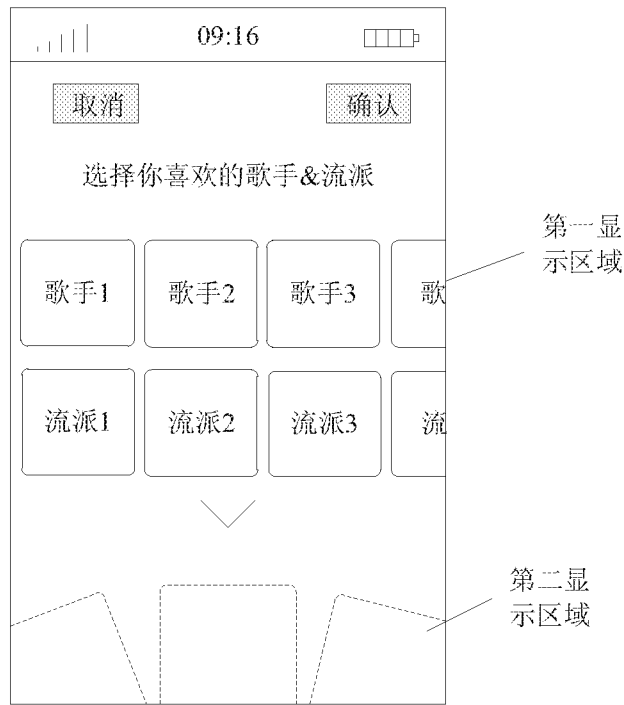 09:16
取消
确认
选择你喜欢的歌手&流派
第一显
示区域
歌手1
歌手2
歌手3
歌
流派1
流派2
流派3
流
第二显
示区域